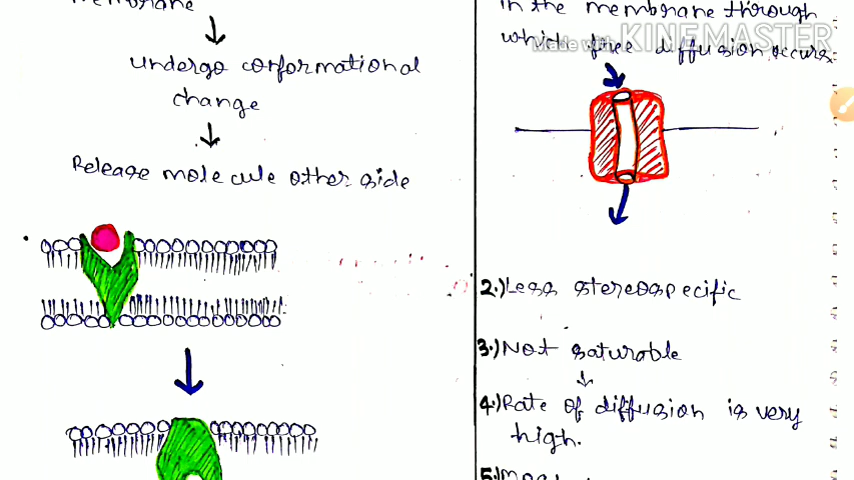 membrane
undergo conformational
change
Release molecule other side
in the membrane through
which free diffusion occurs.
Made with KINEMASTER
2.) Less stereospecific
3.) Not saturable
4.) Rate of diffusion is very
high.